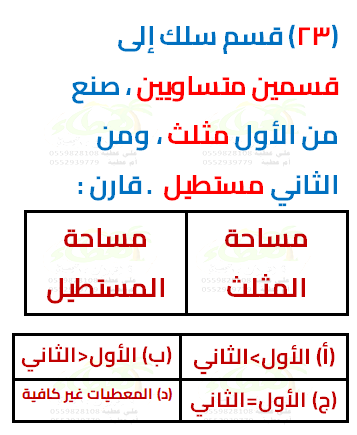 (٢٣) قسم سلك إلى
قسمين متساويين ، صنع
من الأول مثلث ، ومن
الثاني مستطيل . قارن :
مساحة المثلث
مساحة المستطيل
(أ) الأول>الثاني
(ب) الأول<الثاني
(ج) الأول=الثاني
(د) المعطيات غير كافية